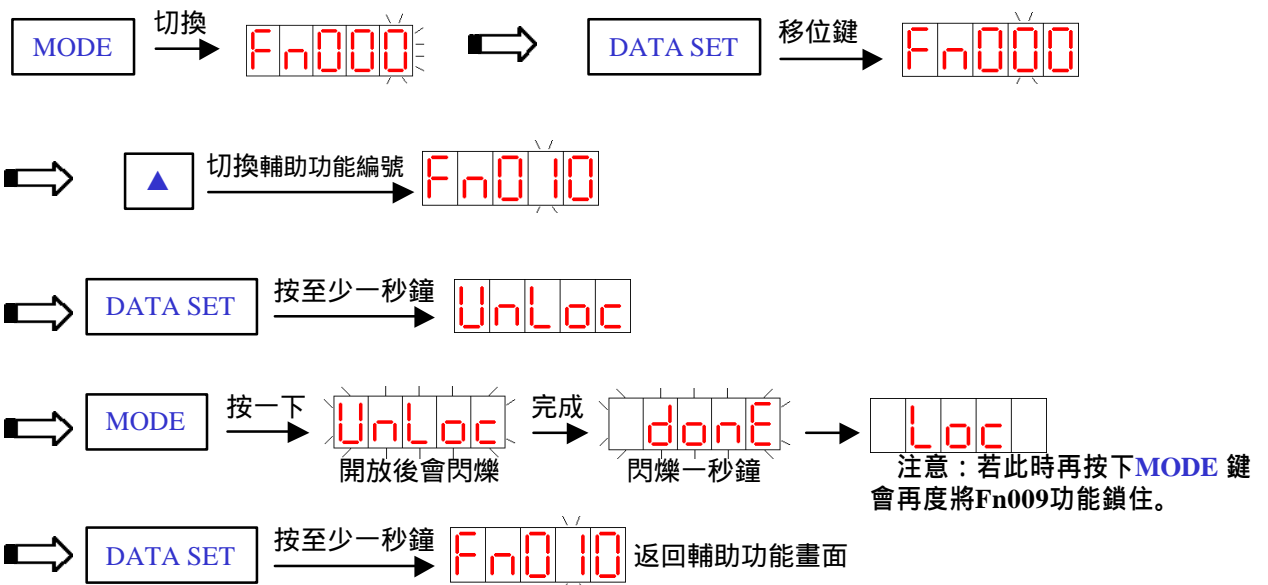 MODE 切換 Fn000 DATA SET 移位鍵 Fn000
▲ 切換輔助功能編號 Fn010
DATA SET 按至少一秒鐘 UnLoc
MODE 按一下 UnLoc 完成 donE Loc
開放後會閃爍 閃爍一秒鐘
注意：若此時再按下MODE 鍵
會再度將Fn009功能鎖住。
DATA SET 按至少一秒鐘 Fn010 返回輔助功能畫面